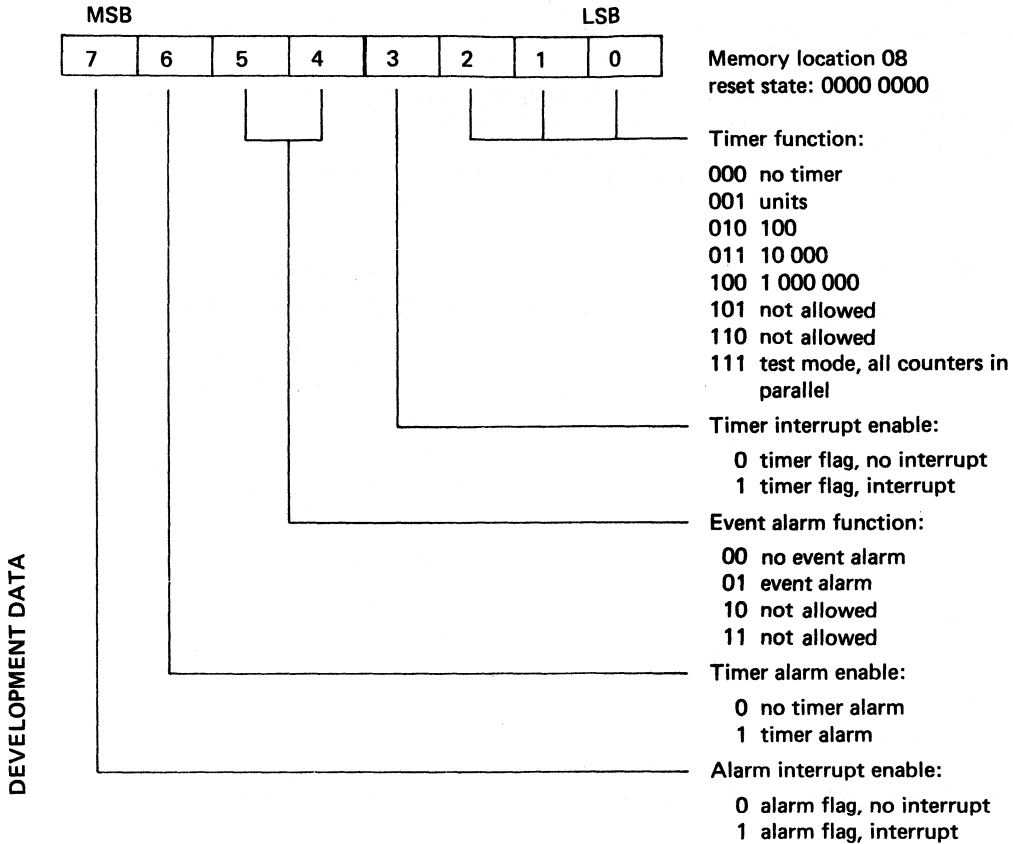 MSB LSB
7 6 5 4 3 2 1 0
Memory location 08
reset state: 0000 0000
Timer function:
000 no timer
001 units
010 100
011 10 000
100 1 000 000
101 not allowed
110 not allowed
111 test mode, all counters in
parallel
Timer interrupt enable:
0 timer flag, no interrupt
1 timer flag, interrupt
Event alarm function:
00 no event alarm
01 event alarm
10 not allowed
11 not allowed
Timer alarm enable:
0 no timer alarm
1 timer alarm
Alarm interrupt enable:
0 alarm flag, no interrupt
1 alarm flag, interrupt
DEVELOPMENT DATA